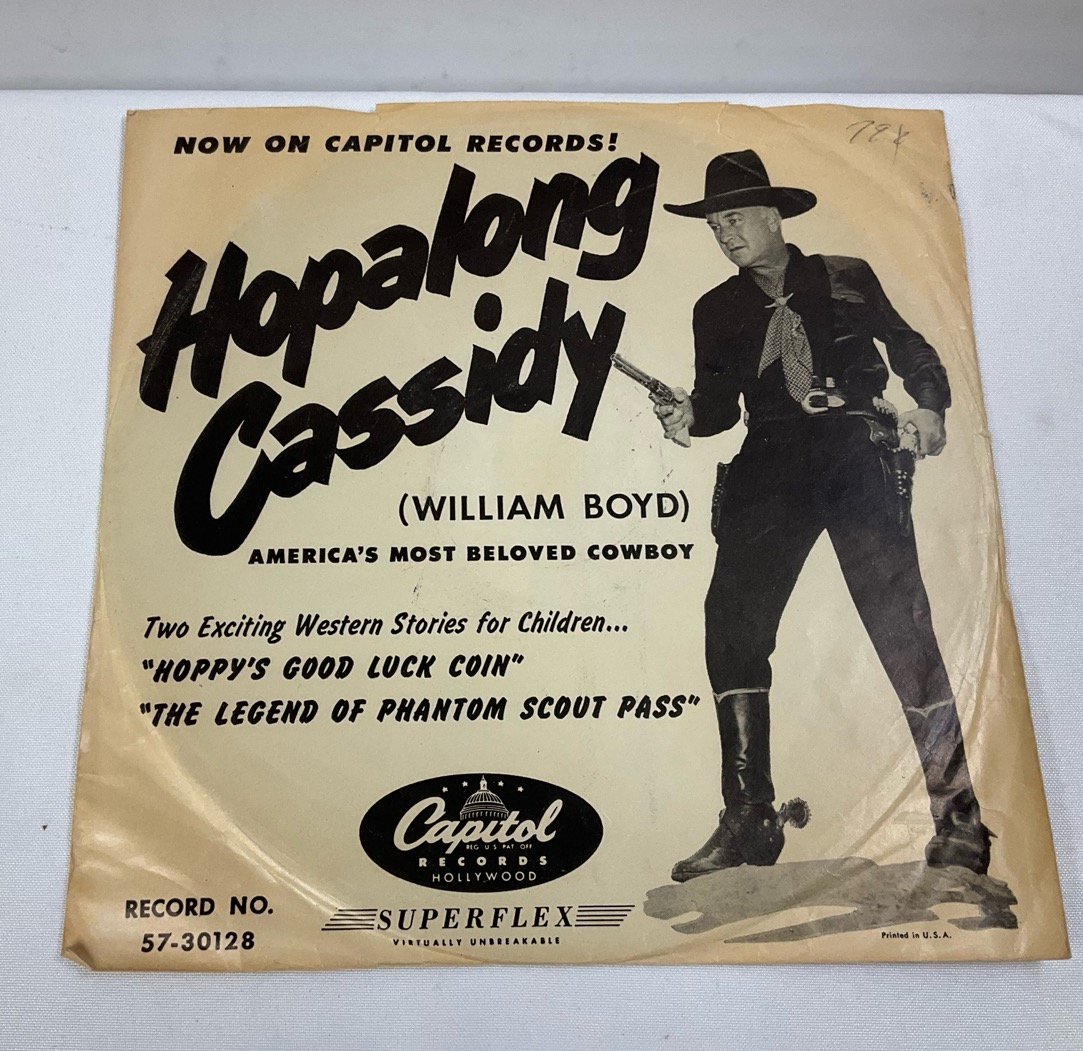 NOW ON CAPITOL RECORDS!
Hopalong
Cassidy
(WILLIAM BOYD)
AMERICA'S MOST BELOVED COWBOY
Two Exciting Western Stories for Children...
"HOPPY'S GOOD LUCK COIN"
"THE LEGEND OF PHANTOM SCOUT PASS"
Capitol
REG. U.S. PAT. OFF.
RECORDS
HOLLYWOOD
RECORD NO.
57-30128
SUPERFLEX
VIRTUALLY UNBREAKABLE
Printed in U.S.A.